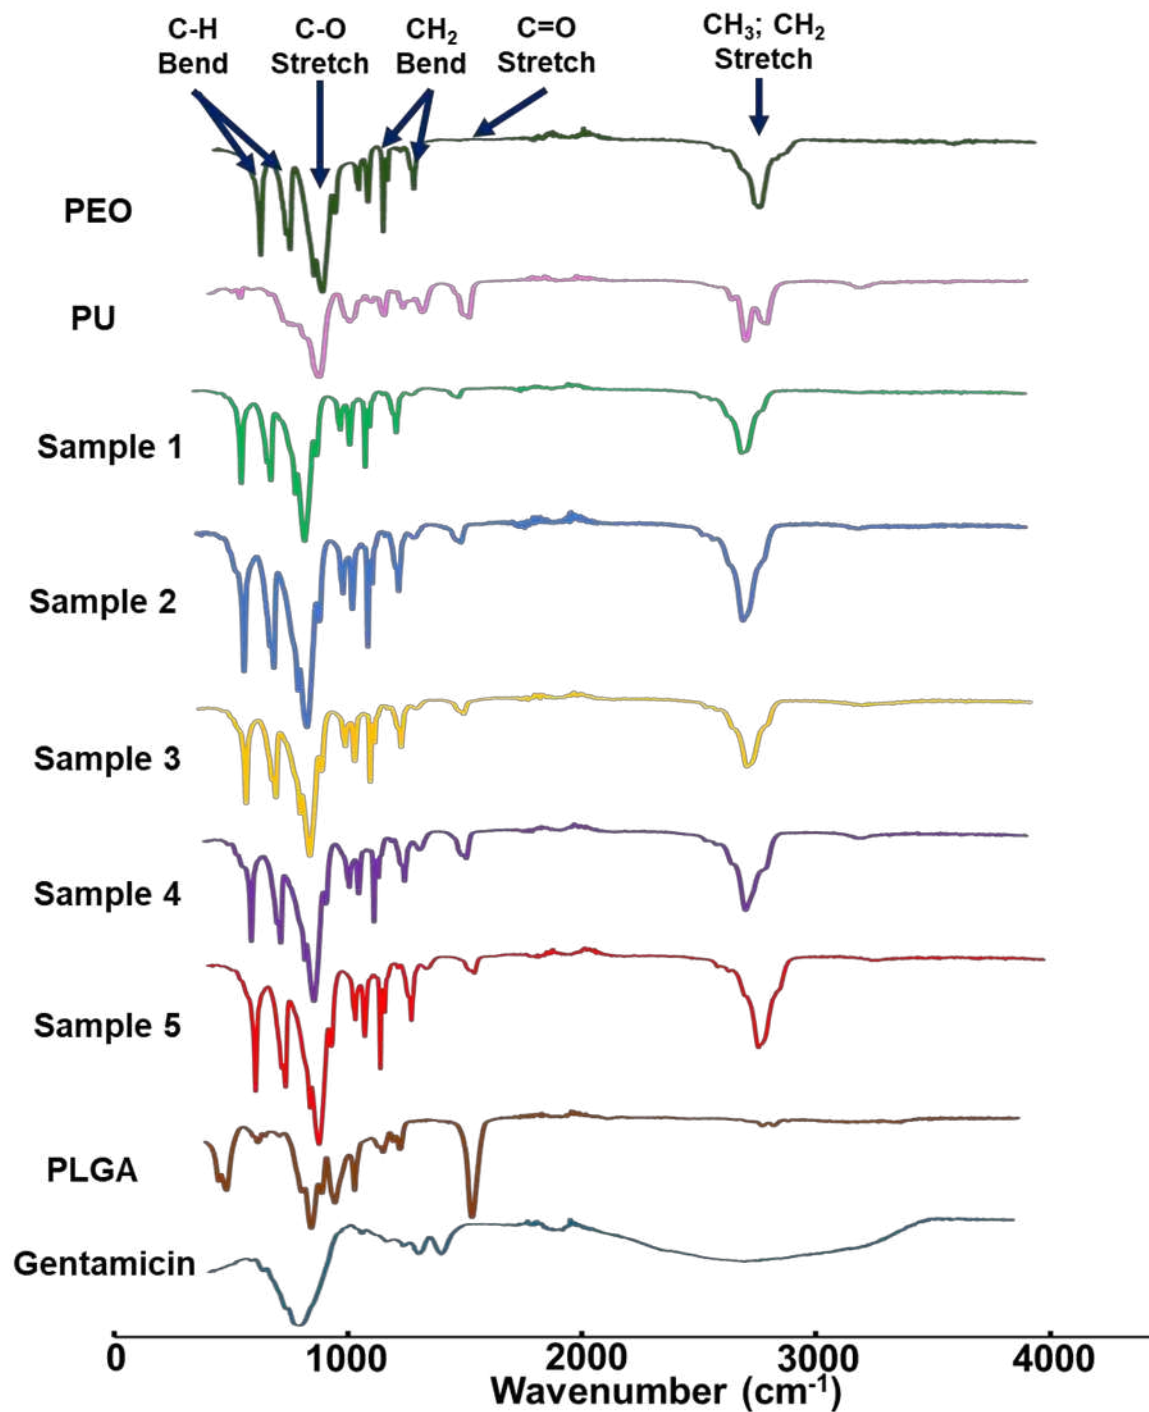 C-H
Bend
C-O
Stretch
CH₂
Bend
C=O
Stretch
CH₃; CH₂
Stretch
PEO
PU
Sample 1
Sample 2
Sample 3
Sample 4
Sample 5
PLGA
Gentamicin
0 1000 2000 3000 4000
Wavenumber (cm⁻¹)